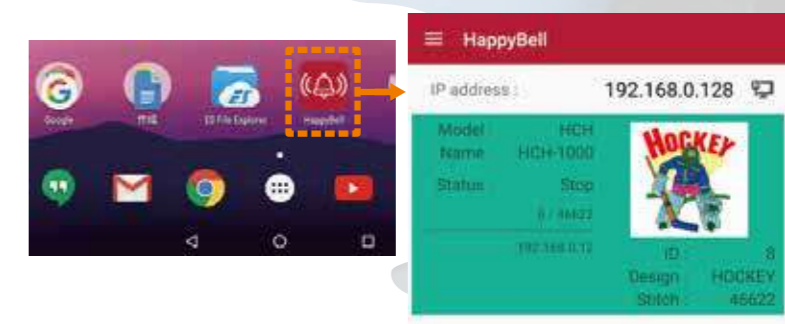 Google
ES File Explorer
HappyBell
HappyBell
IP address :
192.168.0.128
Model
HCH
Name
HCH-1000
Status
Stop
0 / 46622
192.168.0.12
HOCKEY
ID :
8
Design :
HOCKEY
Stitch :
46622